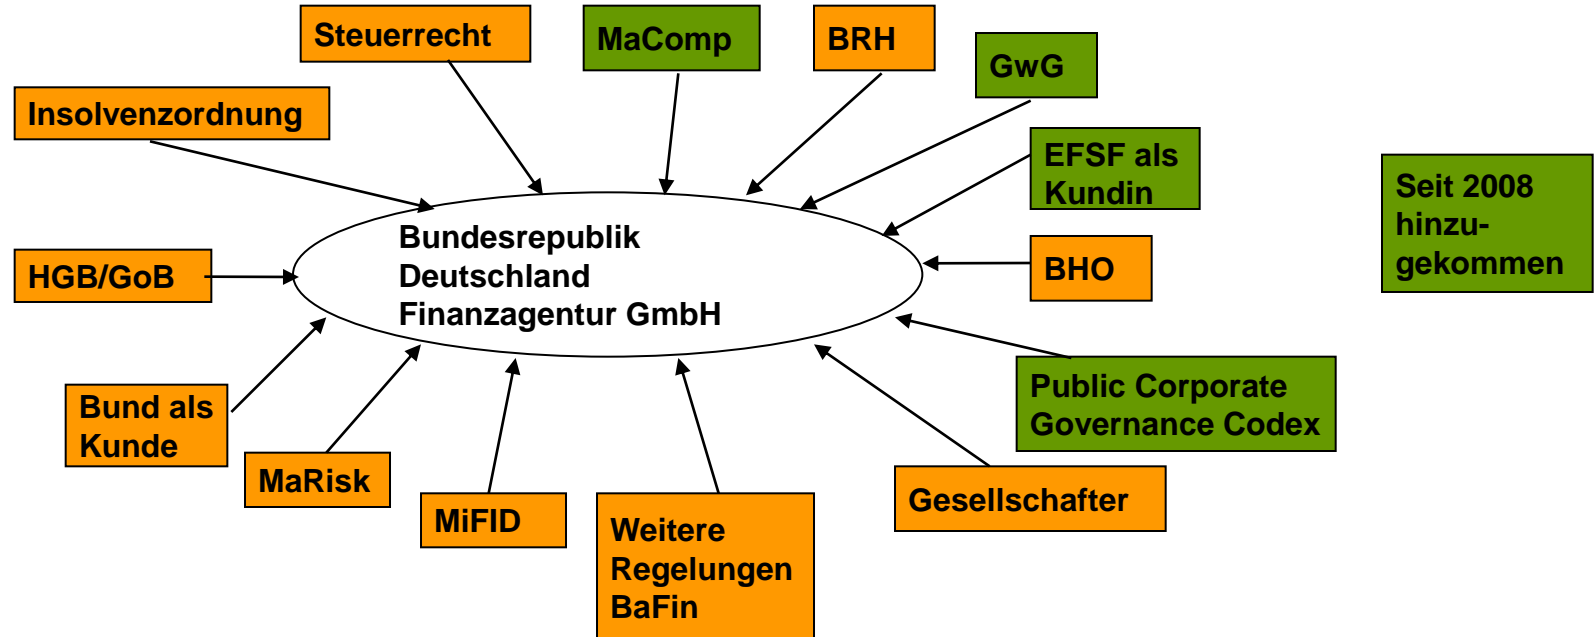 Steuerrecht
MaComp
BRH
GwG
Insolvenzordnung
EFSF als
Kundin
Seit 2008
hinzu-
gekommen
Bundesrepublik
Deutschland
Finanzagentur GmbH
HGB/GoB
BHO
Public Corporate
Governance Codex
Bund als
Kunde
MaRisk
MiFID
Weitere
Regelungen
BaFin
Gesellschafter